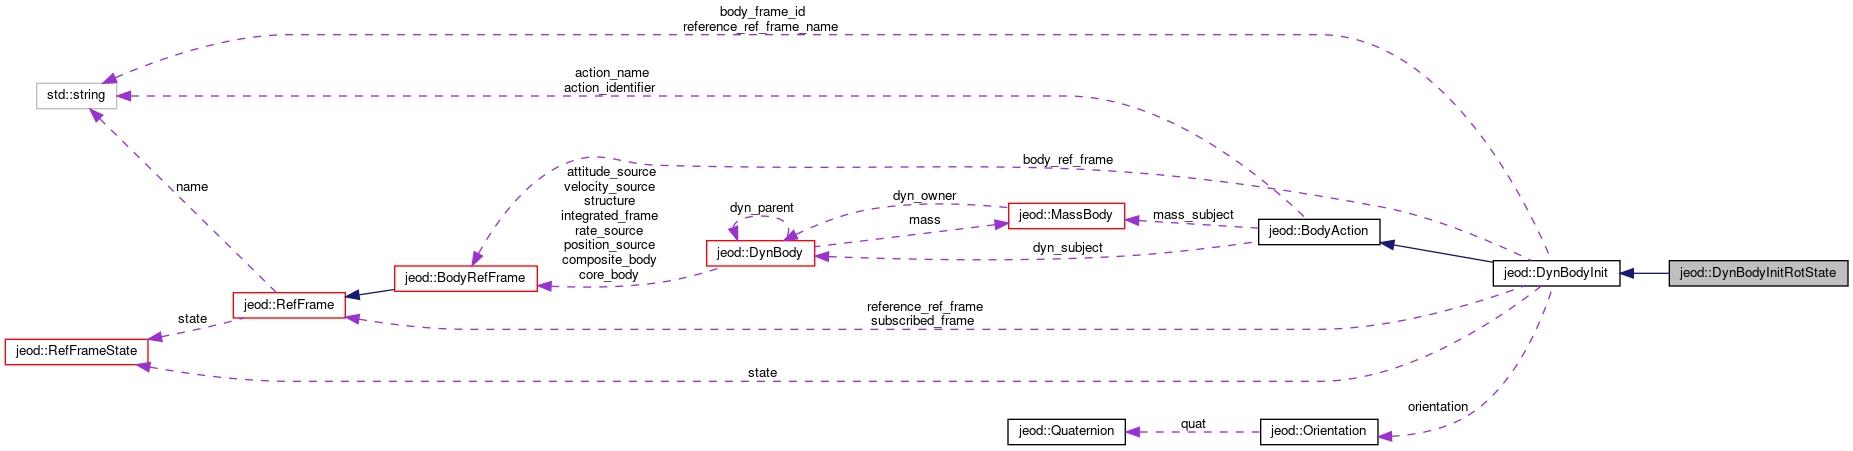 body_frame_id
reference_ref_frame_name
action_name
action_identifier
std::string
name
body_ref_frame
attitude_source
velocity_source
structure
integrated_frame
rate_source
position_source
composite_body
core_body
dyn_parent
dyn_owner
mass
mass_subject
dyn_subject
jeod::MassBody
jeod::BodyAction
jeod::DynBody
jeod::BodyRefFrame
jeod::DynBodyInit
jeod::DynBodyInitRotState
jeod::RefFrame
reference_ref_frame
subscribed_frame
state
jeod::RefFrameState
state
orientation
jeod::Quaternion
quat
jeod::Orientation